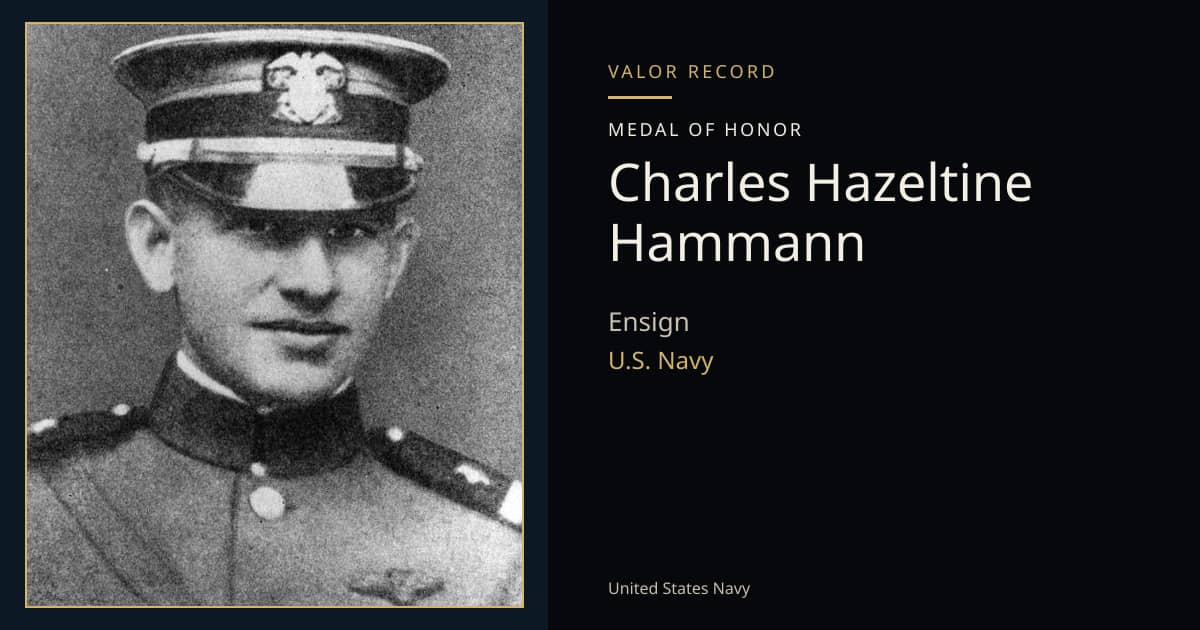 VALOR RECORD
MEDAL OF HONOR
Charles Hazeltine
Hammann
Ensign
U.S. Navy
United States Navy